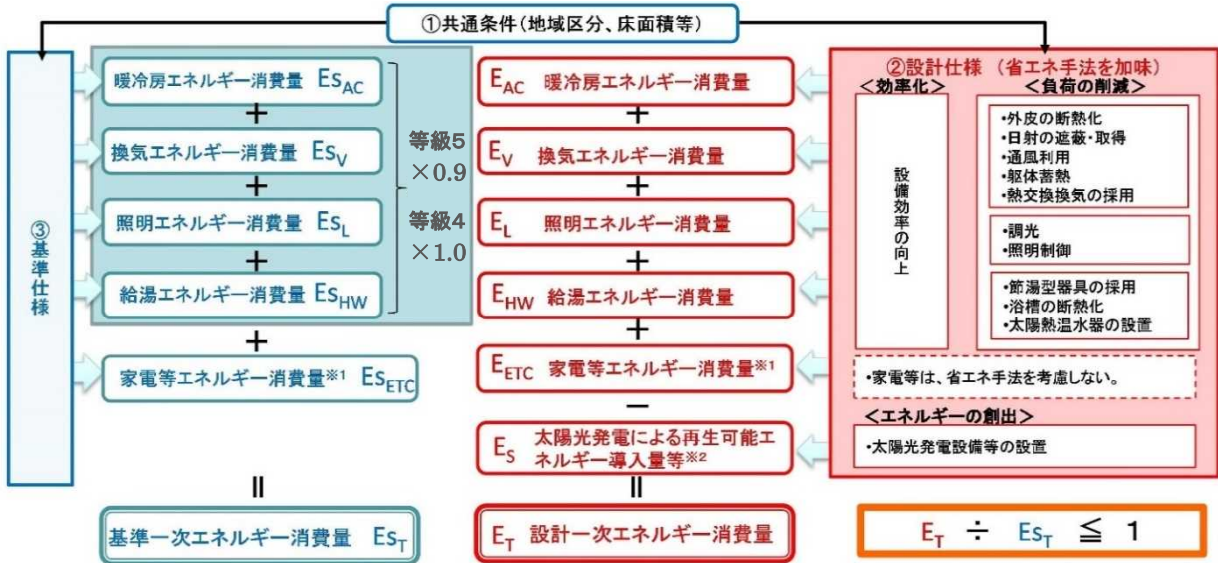 ①共通条件(地域区分、床面積等)
③基準仕様
暖冷房エネルギー消費量 ESAC
+
換気エネルギー消費量 ESV
+
照明エネルギー消費量 ESL
+
給湯エネルギー消費量 ESHW
等級5
×0.9
等級4
×1.0
+
家電等エネルギー消費量※1 ESETC
=
基準一次エネルギー消費量 EST
EAC 暖冷房エネルギー消費量
+
EV 換気エネルギー消費量
+
EL 照明エネルギー消費量
+
EHW 給湯エネルギー消費量
+
EETC 家電等エネルギー消費量※1
−
ES 太陽光発電による再生可能エ
ネルギー導入量等※2
=
ET 設計一次エネルギー消費量
②設計仕様 (省エネ手法を加味)
<効率化>
設備効率の向上
<負荷の削減>
・外皮の断熱化
・日射の遮蔽・取得
・通風利用
・躯体蓄熱
・熱交換換気の採用
・調光
・照明制御
・節湯型器具の採用
・浴槽の断熱化
・太陽熱温水器の設置
・家電等は、省エネ手法を考慮しない。
<エネルギーの創出>
・太陽光発電設備等の設置
ET ÷ EST ≦ 1